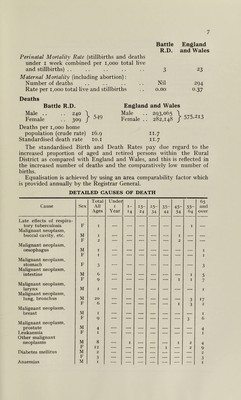 7
Battle England
R.D. and Wales
Perinatal Mortality Rate (stillbirths and deaths
under 1 week combined per 1,000 total live
and stillbirths) .. .. .. .. .. 3 23
Maternal Mortality (including abortion):
Number of deaths .. .. .. Nil 204
Rate per 1,000 total live and stillbirths .. 0.00 0.37
Deaths
Battle R.D. England and Wales
Male .. .. 240 } 549 Male .. 293,065 } 575,213
Female .. 309 Female .. 282,148
Deaths per 1,000 home
population (crude rate) 16.9 11.7
Standardised death rate 10.1 11.7
The standardised Birth and Death Rates pay due regard to the
increased proportion of aged and retired persons within the Rural
District as compared with England and Wales, and this is reflected in
the increased number of deaths and the comparatively low number of
births.
Equalisation is achieved by using an area comparability factor which
is provided annually by the Registrar General.
DETAILED CAUSES OF DEATH
Cause Sex Total All Ages Under 1 Year 1- 14 15- 24 25- 34 35- 44 45- 54 55- 64 65 and over
Late effects of respira-
tory tuberculosis F 1 — — — — — — 1 —
Malignant neoplasm,
buccal cavity, etc. M 1 — — — — — 1 — —
F 1 — — — — — 1 — —
Malignant neoplasm,
oesophagus M 1 — — — — — — — 1
F 1 — — — — — — — 1
Malignant neoplasm,
stomach F 3 — — — — — — — 3
Malignant neoplasm,
intestine M 6 — — — — — — 1 5
F 9 — — — — — 1 1 7
Malignant neoplasm,
larynx M 1 — — — — — — — 1
Malignant neoplasm,
lung, bronchus M 20 — — — — — — 3 17
F 6 — — — — — 1 3 2
Malignant neoplasm,
breast M 1 — — — — — — — 1
F 9 — — — — — — 3 6
Malignant neoplasm,
prostate M 4 — — — — — — — 4
Leukaemia F 1 — — — — — — — 1
Other malignant
neoplasm M 8 — 1 — — — 1 2 4
F 11 — — — — 1 — 1 9
Diabetes mellitus M 2 — — — — — — — 2
F 3 — — — — — — — 3
Anaemias M 1 — — — — — — — 1